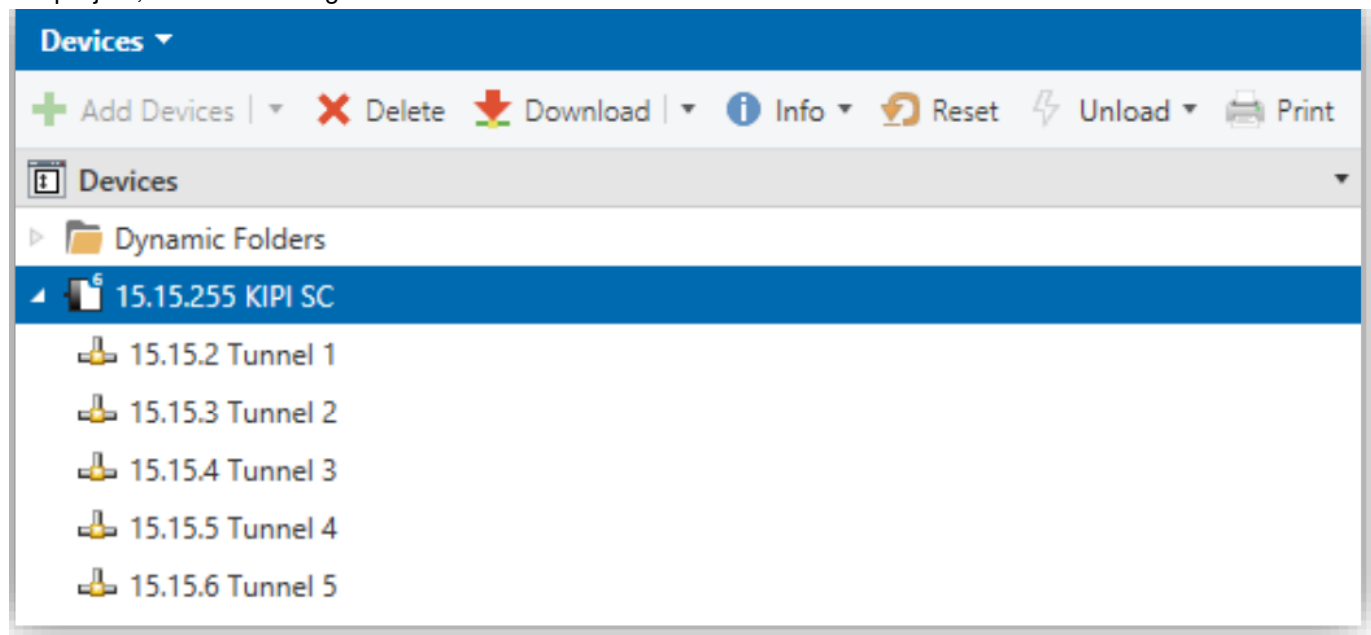 Devices
Add Devices Delete Download Info Reset Unload Print
Devices
Dynamic Folders
6
15.15.255 KIPI SC
15.15.2 Tunnel 1
15.15.3 Tunnel 2
15.15.4 Tunnel 3
15.15.5 Tunnel 4
15.15.6 Tunnel 5